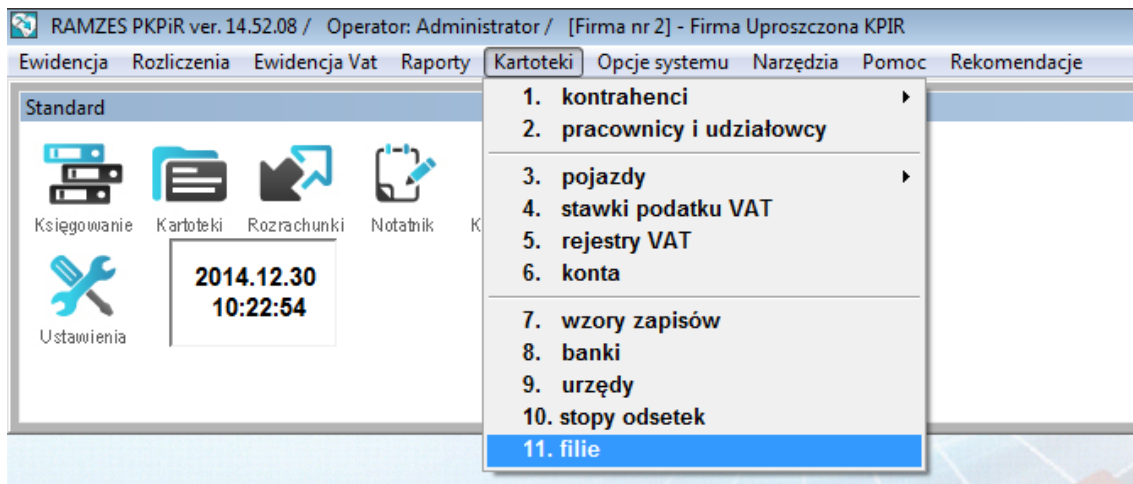 RAMZES PKPiR ver. 14.52.08 / Operator: Administrator / [Firma nr 2] - Firma Uproszczona KPIR
Ewidencja Rozliczenia Ewidencja Vat Raporty Kartoteki Opcje systemu Narzędzia Pomoc Rekomendacje
Standard
Księgowanie Kartoteki Rozrachunki Notatnik K
2014.12.30
10:22:54
Ustawienia
1. kontrahenci
2. pracownicy i udziałowcy
3. pojazdy
4. stawki podatku VAT
5. rejestry VAT
6. konta
7. wzory zapisów
8. banki
9. urzędy
10. stopy odsetek
11. filie